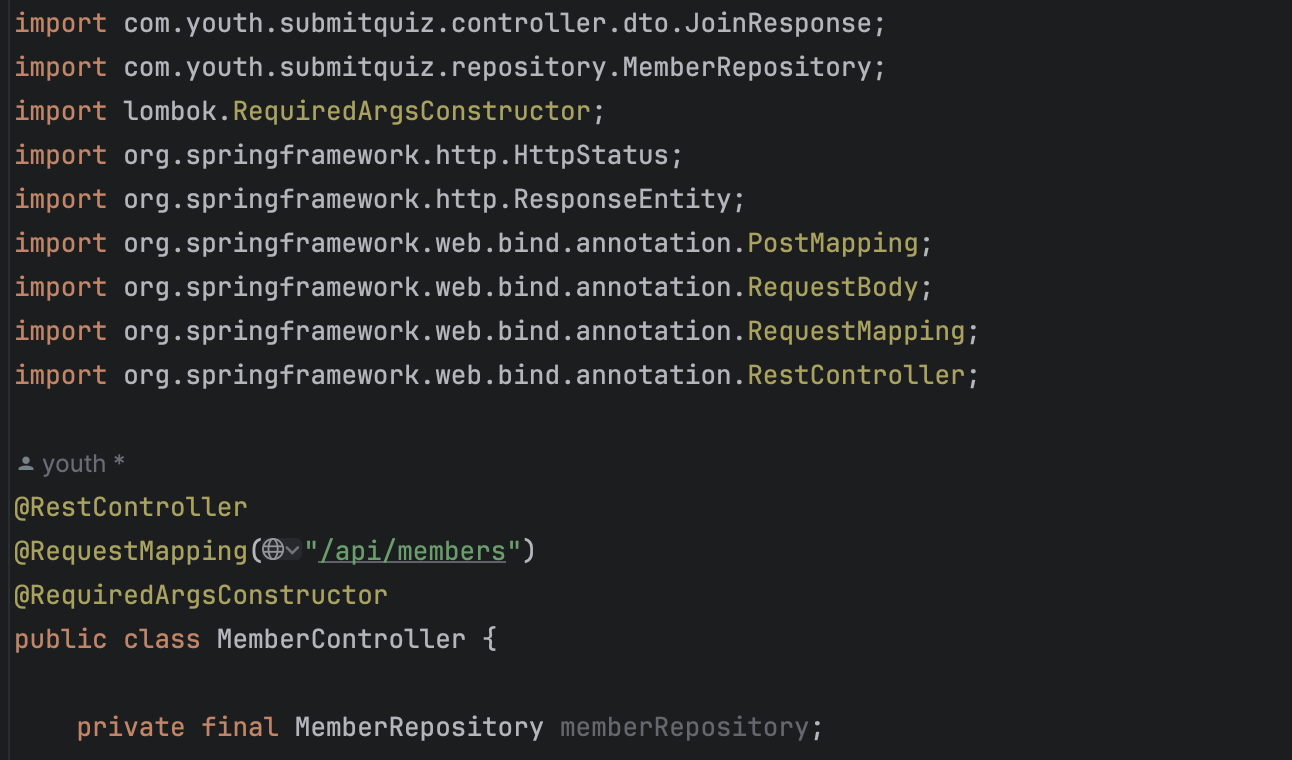 import com.youth.submitquiz.controller.dto.JoinResponse;
import com.youth.submitquiz.repository.MemberRepository;
import lombok.RequiredArgsConstructor;
import org.springframework.http.HttpStatus;
import org.springframework.http.ResponseEntity;
import org.springframework.web.bind.annotation.PostMapping;
import org.springframework.web.bind.annotation.RequestBody;
import org.springframework.web.bind.annotation.RequestMapping;
import org.springframework.web.bind.annotation.RestController;
youth *
@RestController
@RequestMapping("/api/members")
@RequiredArgsConstructor
public class MemberController {
private final MemberRepository memberRepository;